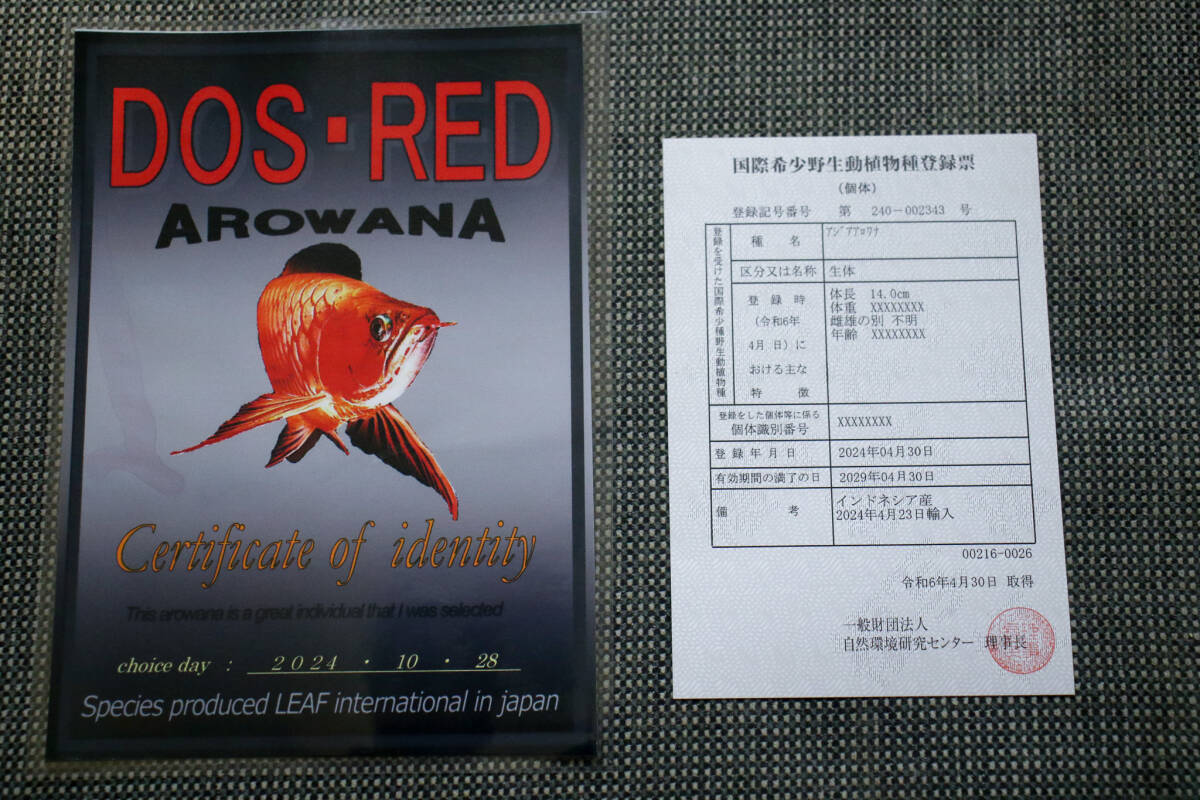 DOS・RED
AROWANA
Certificate of identity
This arowana is a great individual that I was selected
choice day : 2024 ・ 10 ・ 28
Species produced LEAF international in japan
国際希少野生動植物種登録票
(個体)
登録記号番号 第 240-002343 号
登録を受けた国際希少野生動植物種
種名 アジアアロワナ
区分又は名称 生体
登録時
(令和6年
4月 日)に
おける主な
特徴
体長 14.0cm
体重 XXXXXXXX
雌雄の別 不明
年齢 XXXXXXXX
登録をした個体等に係る
個体識別番号 XXXXXXXX
登録年月日 2024年04月30日
有効期間の満了の日 2029年04月30日
備考 インドネシア産
2024年4月23日輸入
00216-0026
令和6年4月30日 取得
一般財団法人
自然環境研究センター 理事長